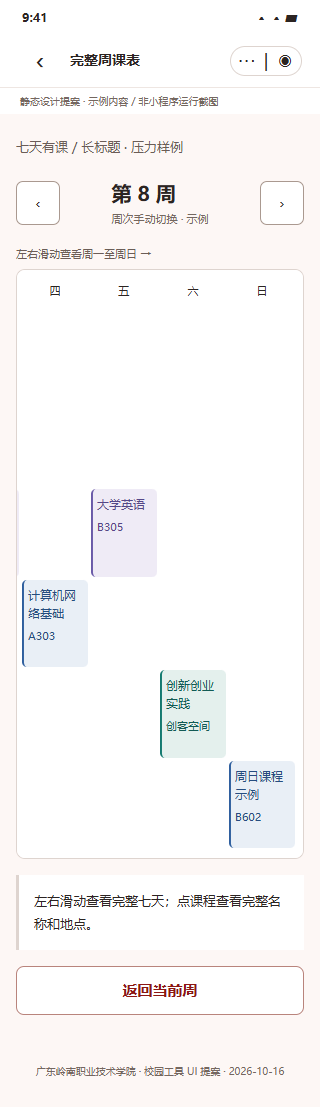 9:41
完整周课表
静态设计提案 · 示例内容 / 非小程序运行截图
七天有课 / 长标题 · 压力样例
第 8 周
周次手动切换 · 示例
左右滑动查看周一至周日 →
四 五 六 日
大学英语
B305
计算机网
络基础
A303
创新创业
实践
创客空间
周日课程
示例
B602
左右滑动查看完整七天；点课程查看完整名
称和地点。
返回当前周
广东岭南职业技术学院 · 校园工具 UI 提案 · 2026-10-16